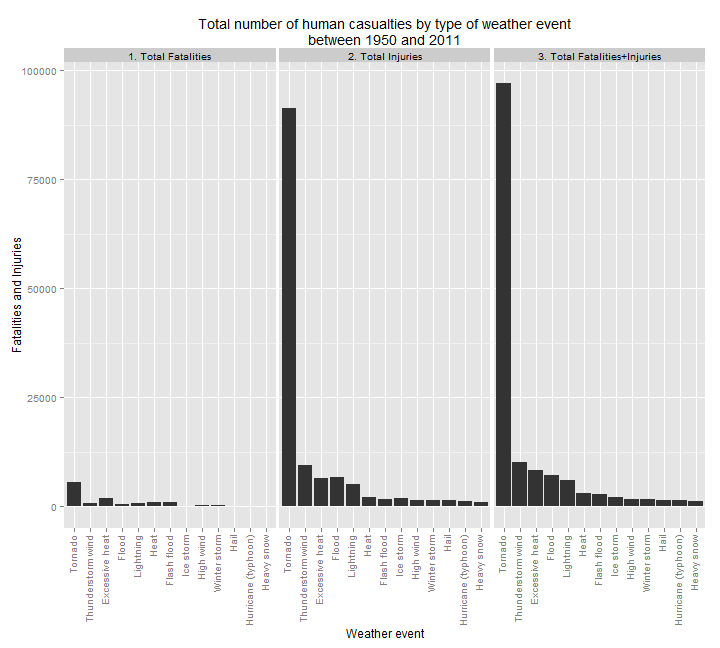 Total number of human casualties by type of weather event
between 1950 and 2011
1. Total Fatalities
2. Total Injuries
3. Total Fatalities+Injuries
Fatalities and Injuries
100000
75000
50000
25000
0
Tornado
Thunderstorm wind
Excessive heat
Flood
Lightning
Heat
Flash flood
Ice storm
High wind
Winter storm
Hail
Hurricane (typhoon)
Heavy snow
Tornado
Thunderstorm wind
Excessive heat
Flood
Lightning
Heat
Flash flood
Ice storm
High wind
Winter storm
Hail
Hurricane (typhoon)
Heavy snow
Tornado
Thunderstorm wind
Excessive heat
Flood
Lightning
Heat
Flash flood
Ice storm
High wind
Winter storm
Hail
Hurricane (typhoon)
Heavy snow
Weather event